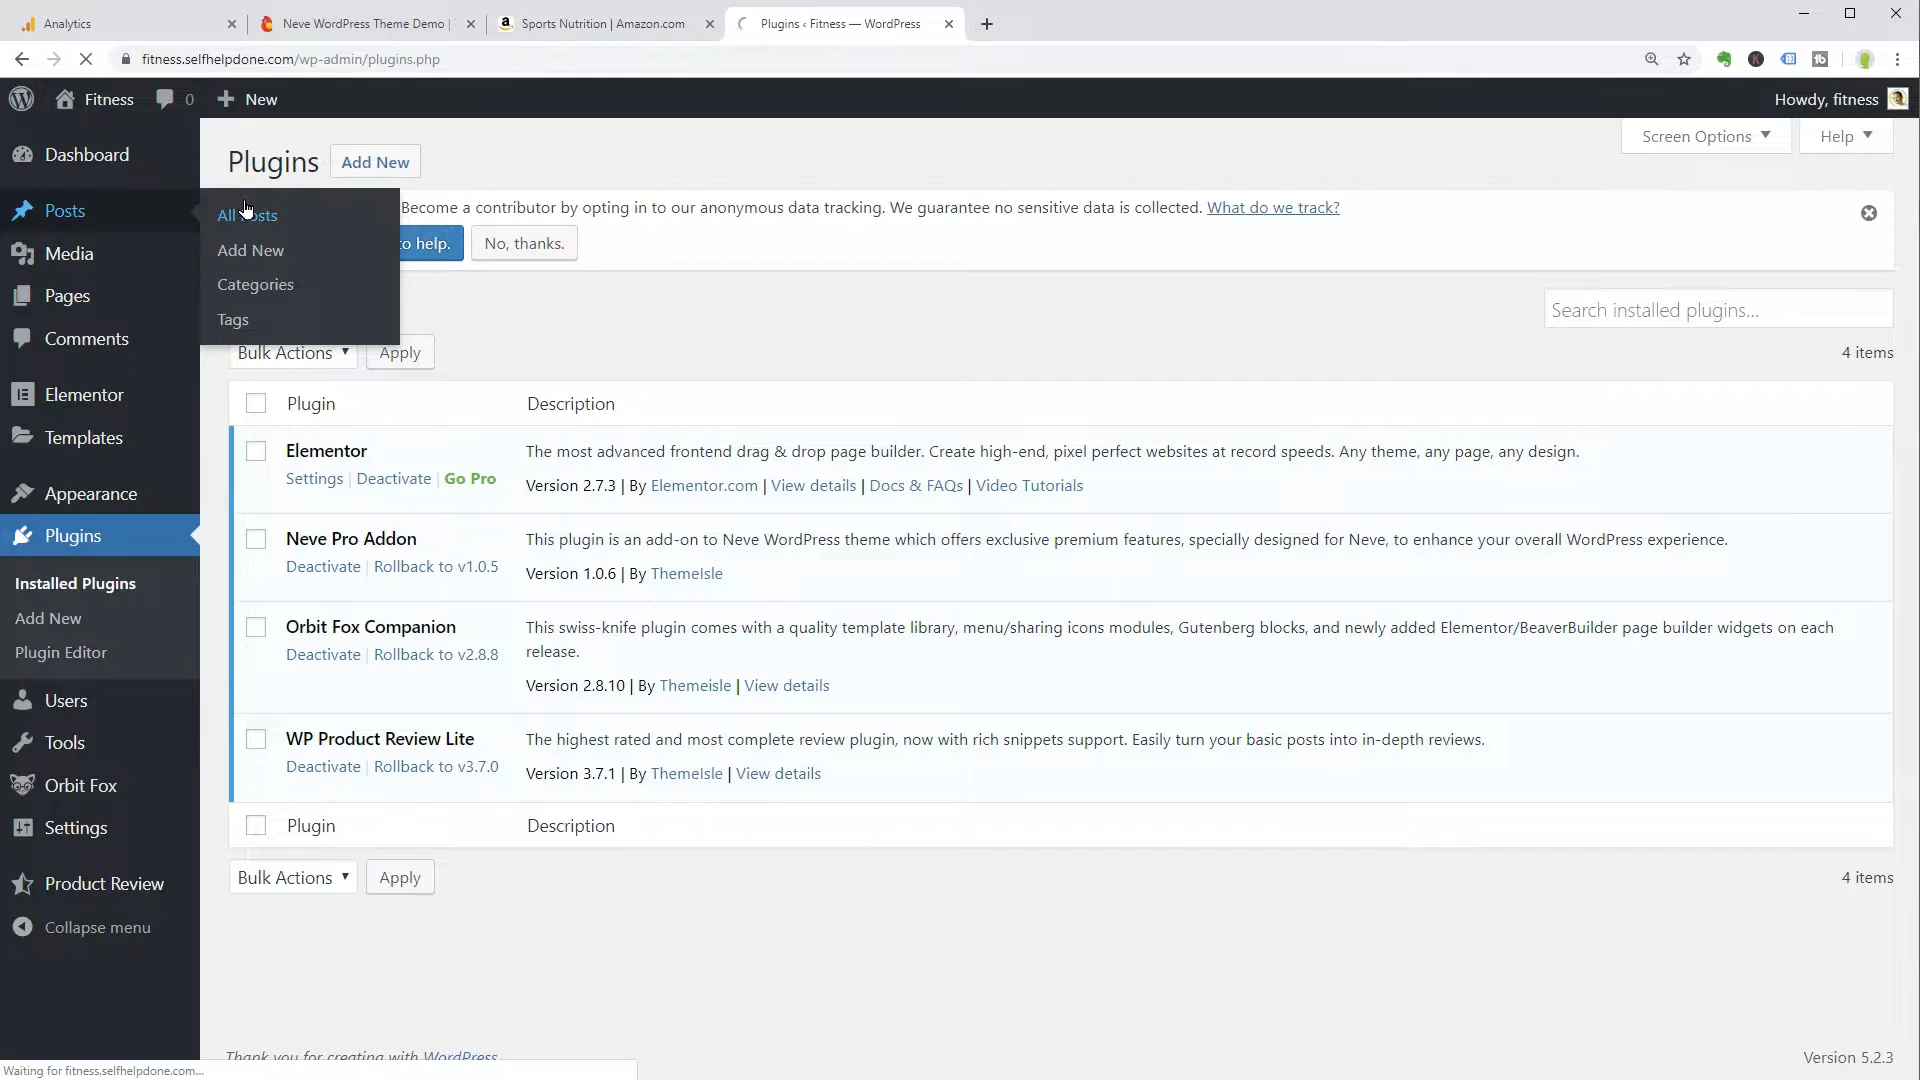 Analytics
Neve WordPress Theme Demo |
Sports Nutrition | Amazon.com
Plugins ‹ Fitness — WordPress
fitness.selfhelpdone.com/wp-admin/plugins.php
Fitness
0
New
Howdy, fitness
Dashboard
Posts
Media
Pages
Comments
Elementor
Templates
Appearance
Plugins
Installed Plugins
Add New
Plugin Editor
Users
Tools
Orbit Fox
Settings
Product Review
Collapse menu
All Posts
Add New
Categories
Tags
Plugins
Add New
Screen Options
Help
Become a contributor by opting in to our anonymous data tracking. We guarantee no sensitive data is collected. What do we track?
to help.
No, thanks.
Search installed plugins...
Bulk Actions
Apply
4 items
Plugin
Description
Elementor
Settings | Deactivate | Go Pro
The most advanced frontend drag & drop page builder. Create high-end, pixel perfect websites at record speeds. Any theme, any page, any design.
Version 2.7.3 | By Elementor.com | View details | Docs & FAQs | Video Tutorials
Neve Pro Addon
Deactivate | Rollback to v1.0.5
This plugin is an add-on to Neve WordPress theme which offers exclusive premium features, specially designed for Neve, to enhance your overall WordPress experience.
Version 1.0.6 | By ThemeIsle
Orbit Fox Companion
Deactivate | Rollback to v2.8.8
This swiss-knife plugin comes with a quality template library, menu/sharing icons modules, Gutenberg blocks, and newly added Elementor/BeaverBuilder page builder widgets on each
release.
Version 2.8.10 | By Themeisle | View details
WP Product Review Lite
Deactivate | Rollback to v3.7.0
The highest rated and most complete review plugin, now with rich snippets support. Easily turn your basic posts into in-depth reviews.
Version 3.7.1 | By ThemeIsle | View details
Plugin
Description
Bulk Actions
Apply
4 items
Thank you for creating with WordPress
Version 5.2.3
Waiting for fitness.selfhelpdone.com...